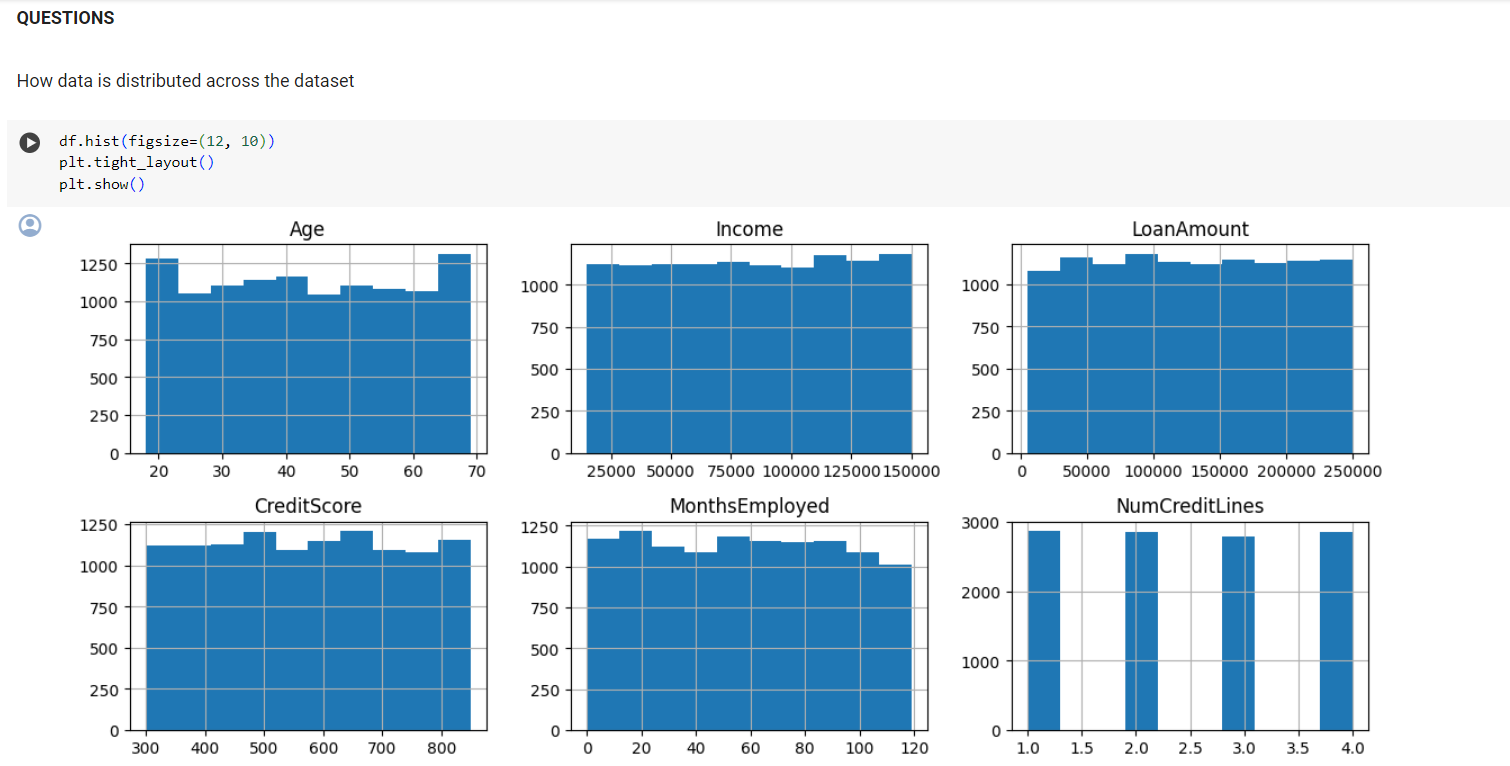 QUESTIONS
How data is distributed across the dataset
df.hist(figsize=(12, 10))
plt.tight_layout()
plt.show()
Age
Income
LoanAmount
1250
1000
750
500
250
0
20 30 40 50 60 70
1000
750
500
250
0
25000 50000 75000 100000 125000 150000
1000
750
500
250
0
0 50000 100000 150000 200000 250000
CreditScore
MonthsEmployed
NumCreditLines
1250
1000
750
500
250
0
300 400 500 600 700 800
1250
1000
750
500
250
0
0 20 40 60 80 100 120
3000
2000
1000
0
1.0 1.5 2.0 2.5 3.0 3.5 4.0